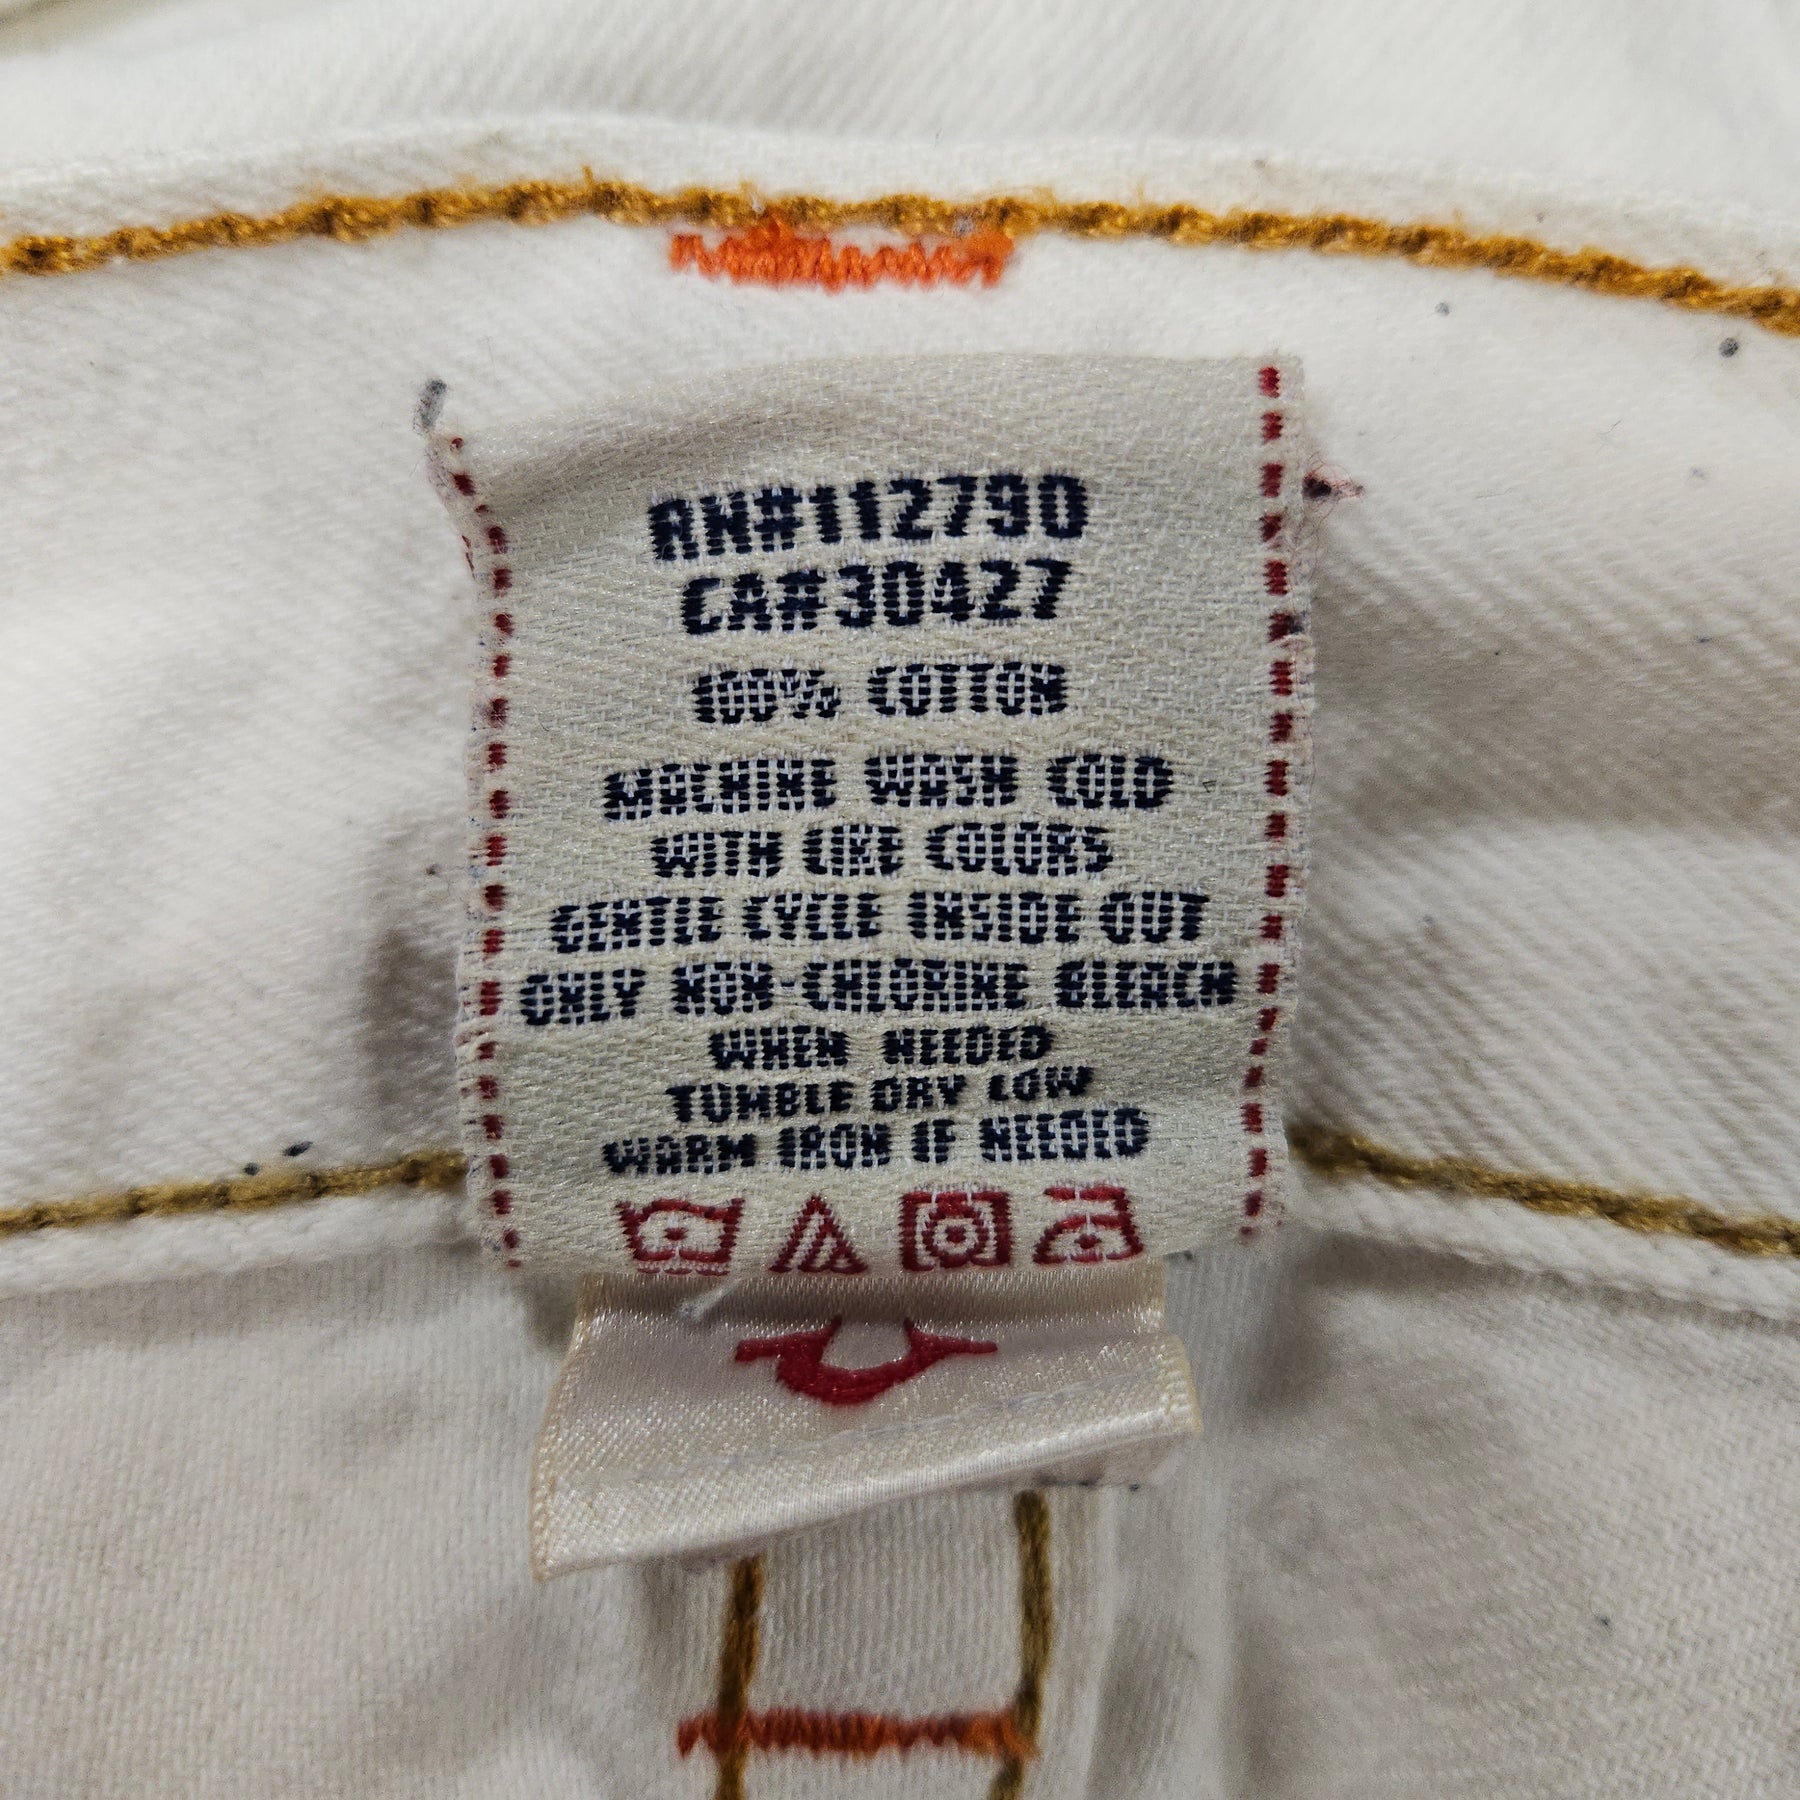 RN#112790
CA#30427
100% COTTON
MACHINE WASH COLD
WITH LIKE COLORS
GENTLE CYCLE INSIDE OUT
ONLY NON-CHLORINE BLEACH
WHEN NEEDED
TUMBLE DRY LOW
WARM IRON IF NEEDED